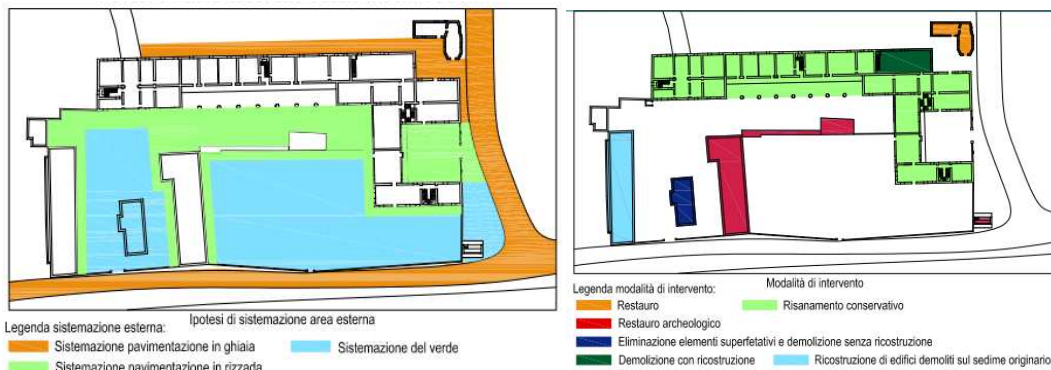 Ipotesi di sistemazione area esterna
Legenda sistemazione esterna:
Sistemazione pavimentazione in ghiaia
Sistemazione del verde
Sistemazione pavimentazione in rizzada
Modalità di intervento
Legenda modalità di intervento:
Restauro
Risanamento conservativo
Restauro archeologico
Eliminazione elementi superfetativi e demolizione senza ricostruzione
Demolizione con ricostruzione
Ricostruzione di edifici demoliti sul sedime originario